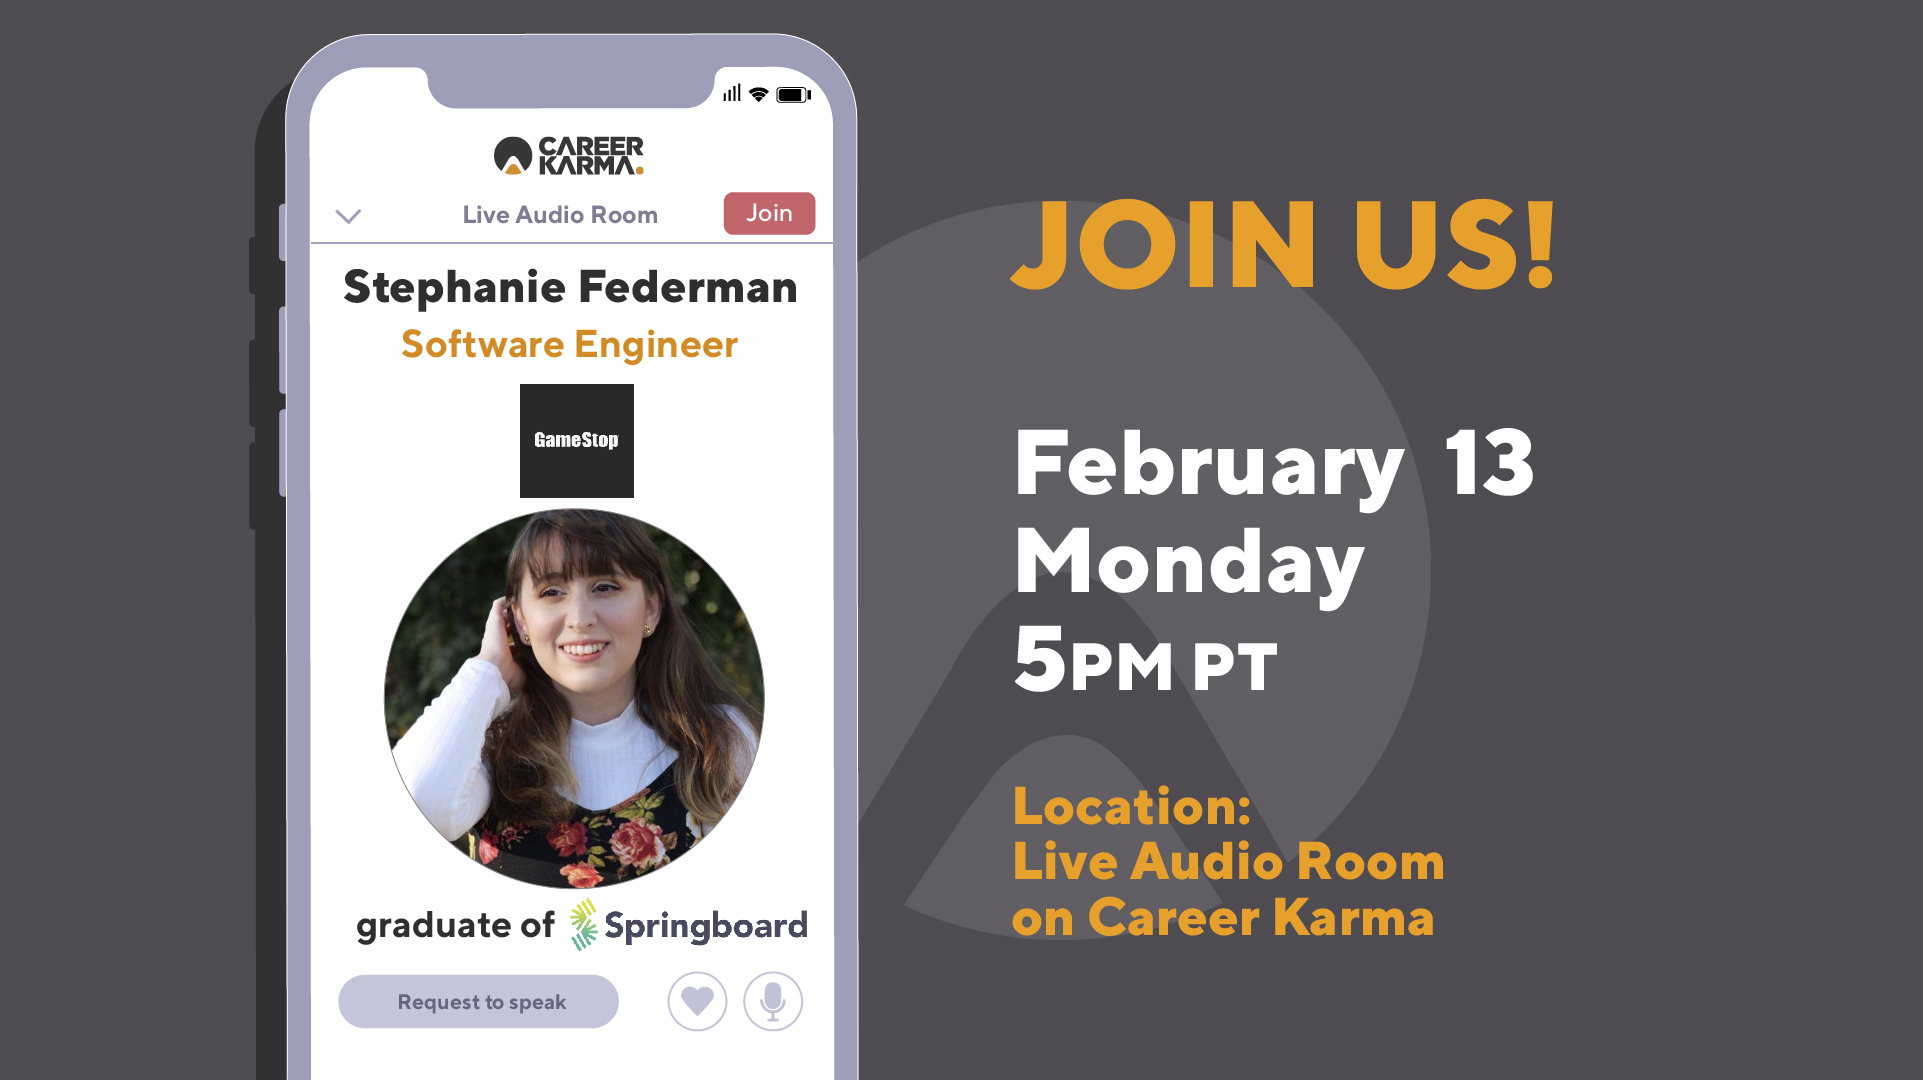 CAREER
KARMA.
Live Audio Room
Join
Stephanie Federman
Software Engineer
GameStop
graduate of Springboard
Request to speak
JOIN US!
February 13
Monday
5PM PT
Location:
Live Audio Room
on Career Karma